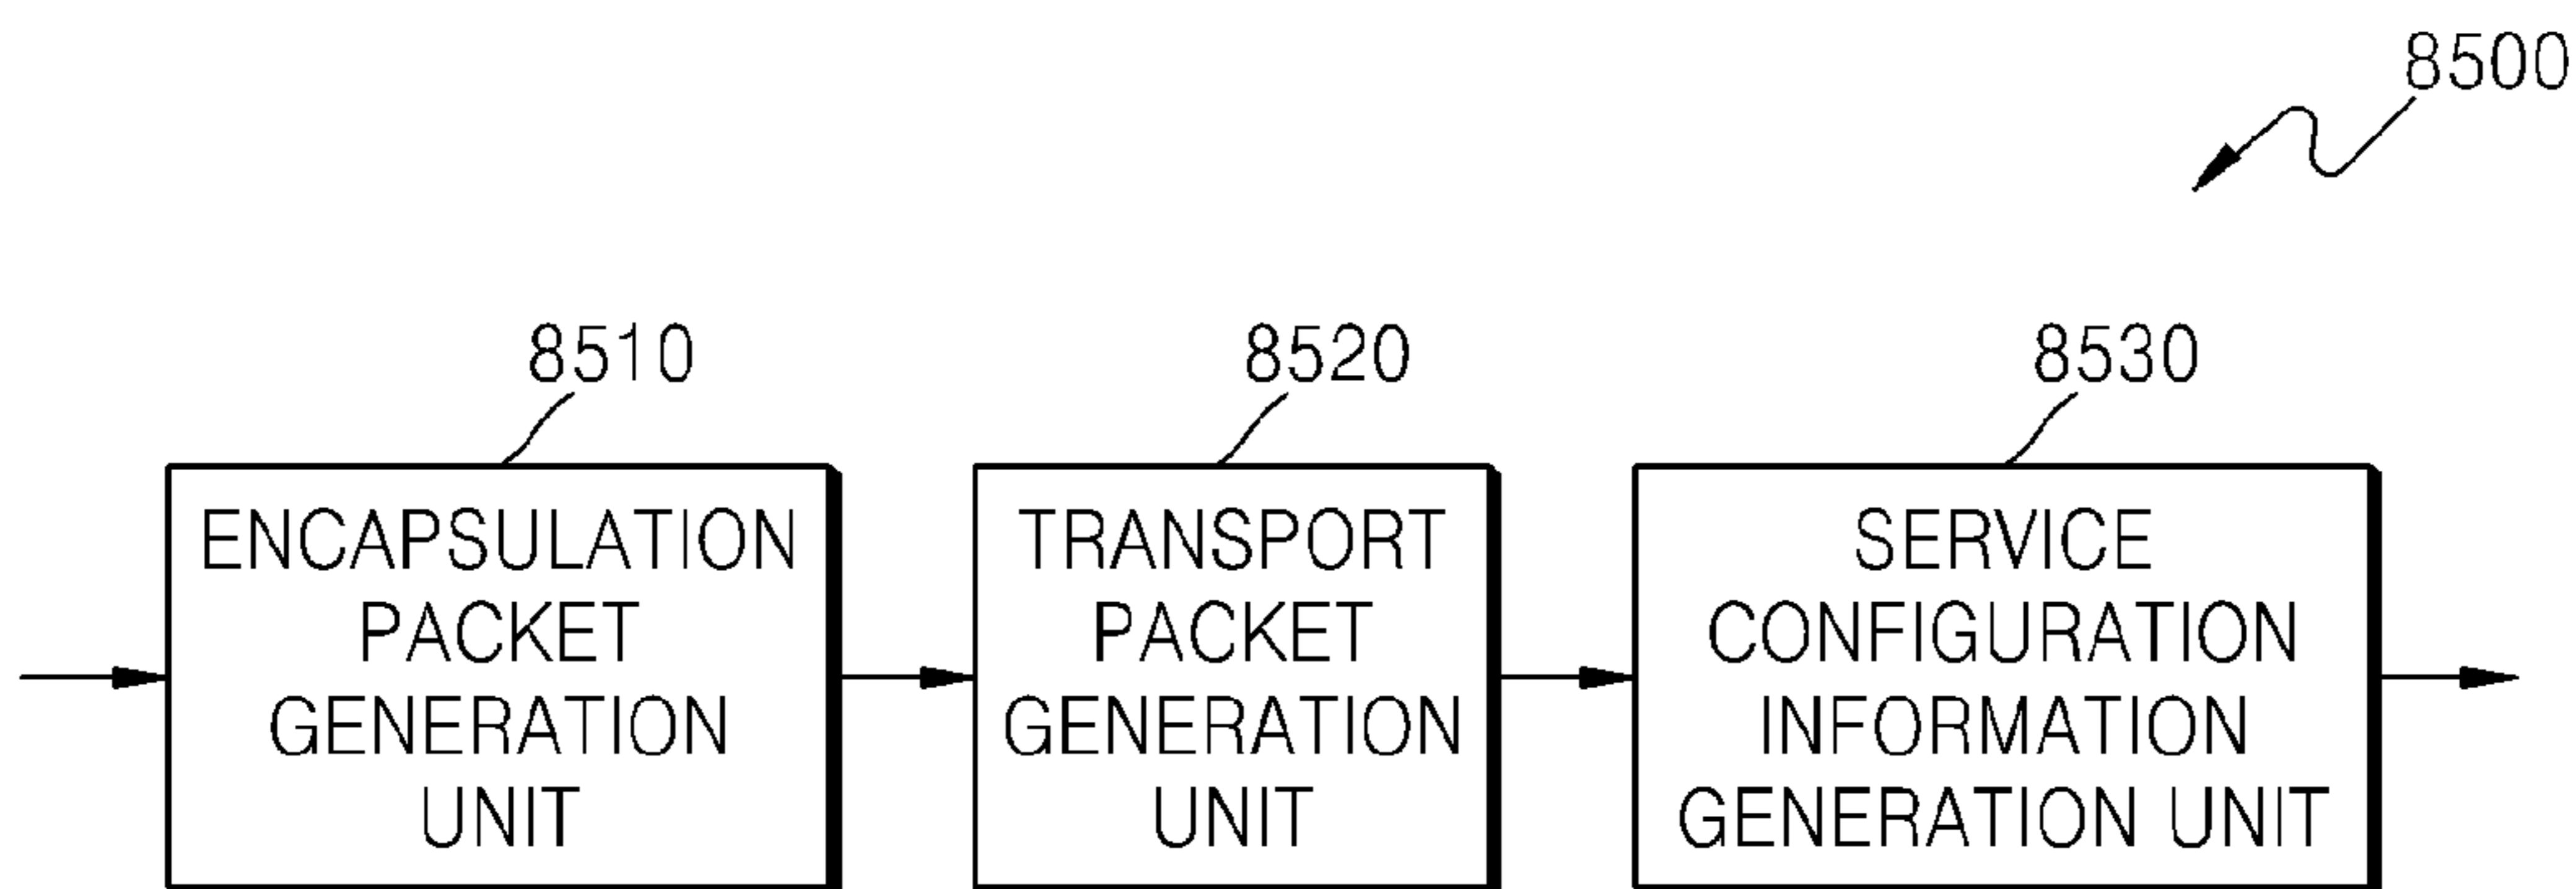 8500
8510
8520
8530
ENCAPSULATION
PACKET
GENERATION
UNIT
TRANSPORT
PACKET
GENERATION
UNIT
SERVICE
CONFIGURATION
INFORMATION
GENERATION UNIT